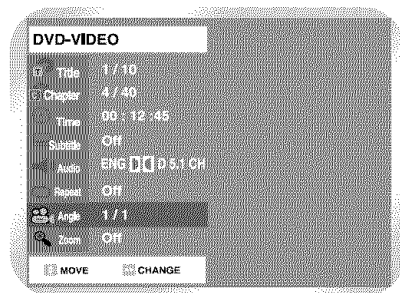 DVD-VIDEO
Title 1 / 10
Chapter 4 / 40
Time 00 : 12 :45
Subtitle Off
Audio ENG D 5.1 CH
Repeat Off
Angle 1 / 1
Zoom Off
MOVE CHANGE